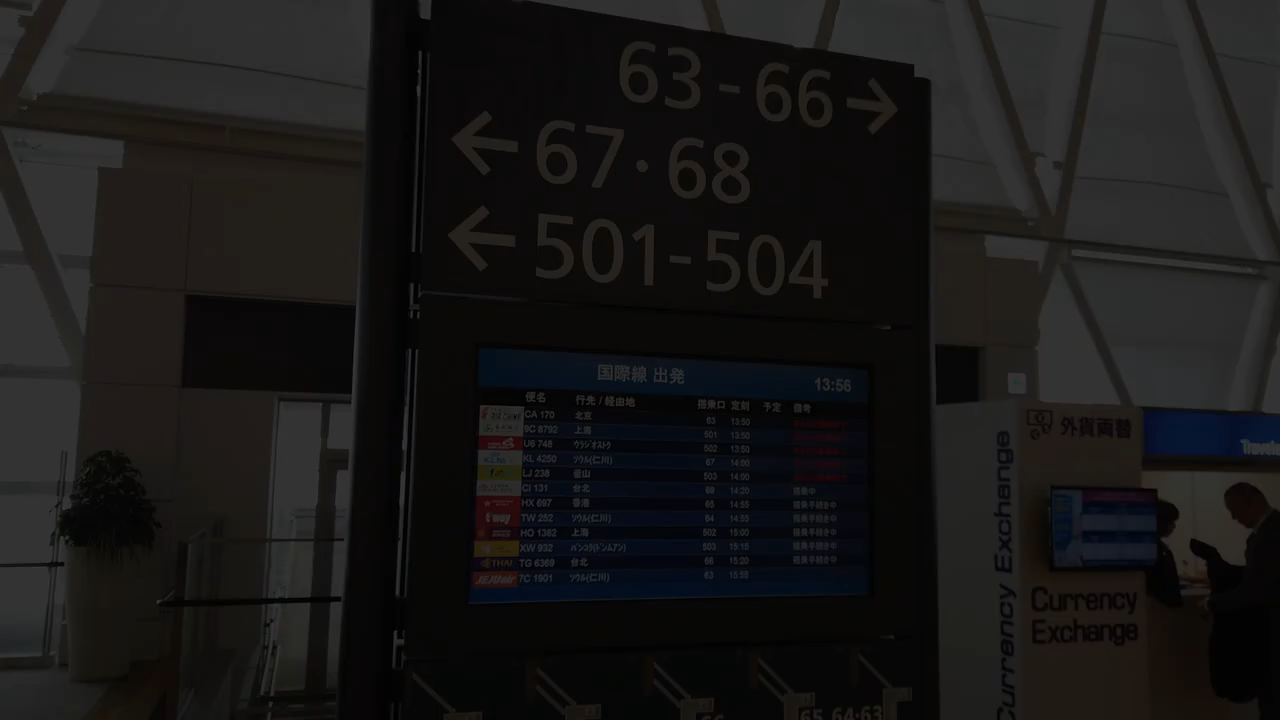 63-66→
←67・68
←501-504
国際線 出発 13:56
便名 行先 / 経由地 搭乗口 定刻 予定 備考
CA 170 北京 63 13:50
9C 8792 上海 501 13:50
U6 746 ウラジオストク 502 13:50
KL 4250 ソウル(仁川) 67 14:00
LJ 238 釜山 503 14:00
CI 131 台北 14:20 搭乗中
HX 697 香港 65 14:55 搭乗手続き中
t'way TW 252 ソウル(仁川) 64 14:55 搭乗手続き中
HO 1362 上海 502 15:00 搭乗手続き中
XW 932 バンコク(ドンムアン) 503 15:15 搭乗手続き中
THAI TG 6369 台北 66 15:20 搭乗手続き中
JEJUair 7C 1901 ソウル(仁川) 63 15:55
65 64・63
外貨両替
Currency Exchange
Currency
Exchange